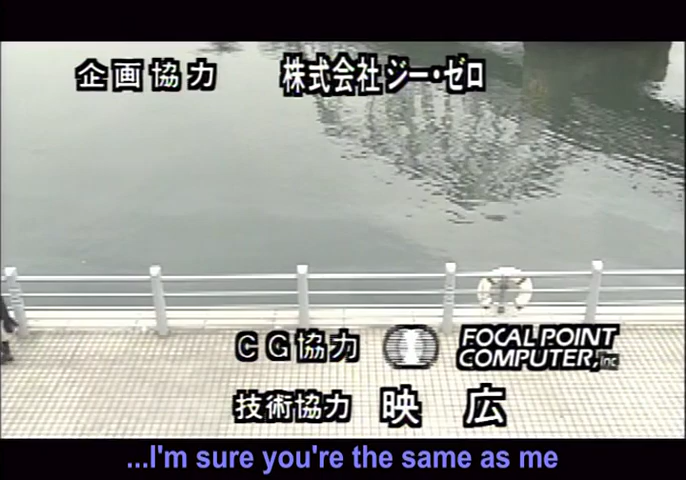 企画協力 株式会社ジー・ゼロ
CG協力 FOCAL POINT COMPUTER, Inc
技術協力 映広
...I'm sure you're the same as me